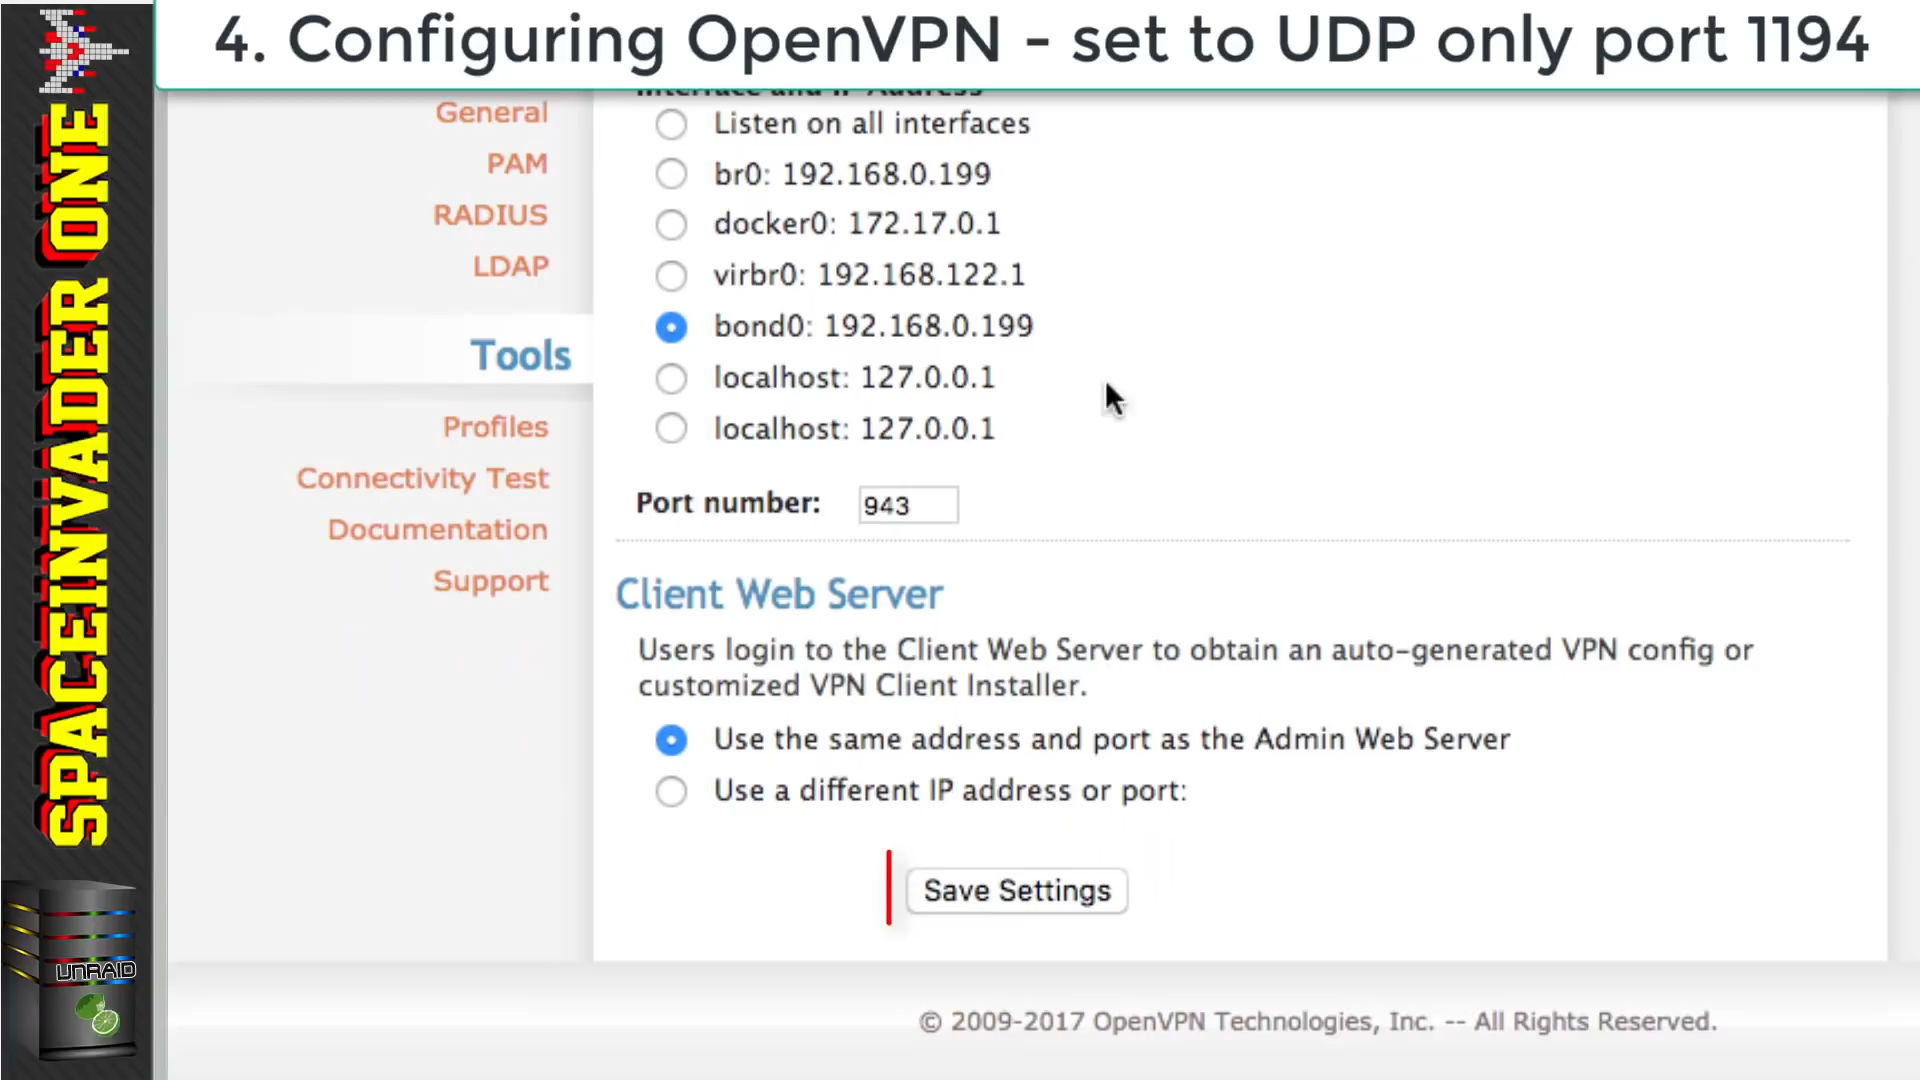 4. Configuring OpenVPN - set to UDP only port 1194
SPACEINVADER ONE
UNRAID
General
PAM
RADIUS
LDAP
Tools
Profiles
Connectivity Test
Documentation
Support
Interface and IP Address
Listen on all interfaces
br0: 192.168.0.199
docker0: 172.17.0.1
virbr0: 192.168.122.1
bond0: 192.168.0.199
localhost: 127.0.0.1
localhost: 127.0.0.1
Port number: 943
Client Web Server
Users login to the Client Web Server to obtain an auto-generated VPN config or
customized VPN Client Installer.
Use the same address and port as the Admin Web Server
Use a different IP address or port:
Save Settings
© 2009-2017 OpenVPN Technologies, Inc. -- All Rights Reserved.